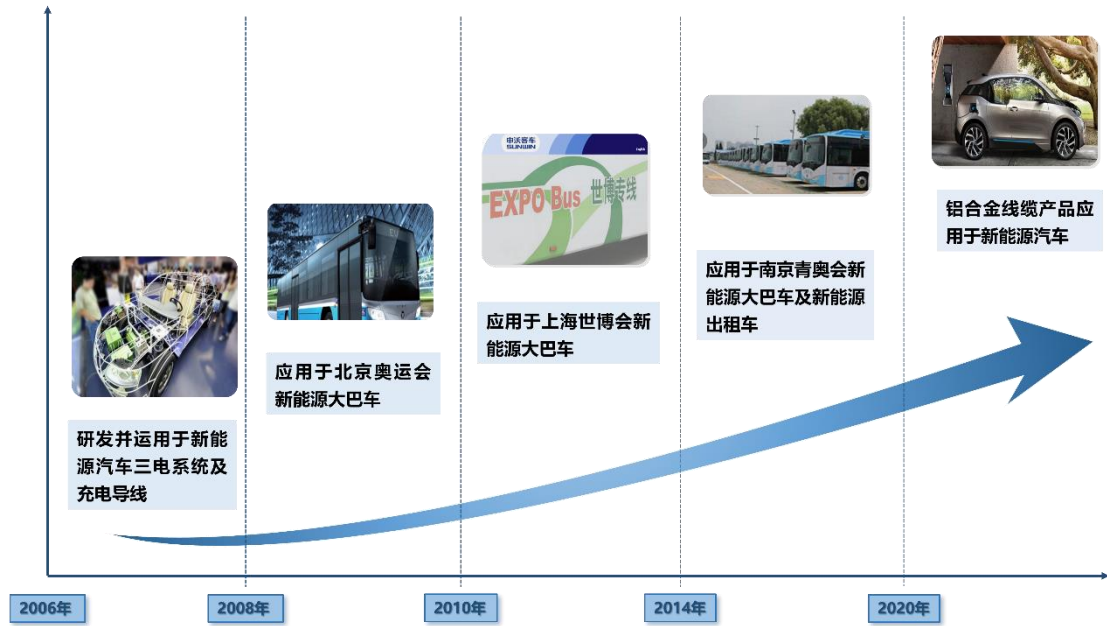 申沃客车
SUNWIN
EXPO Bus 世博专线
铝合金线缆产品应
用于新能源汽车
应用于南京青奥会新
能源大巴车及新能源
出租车
应用于上海世博会新
能源大巴车
应用于北京奥运会
新能源大巴车
研发并运用于新能
源汽车三电系统及
充电导线
2006年
2008年
2010年
2014年
2020年